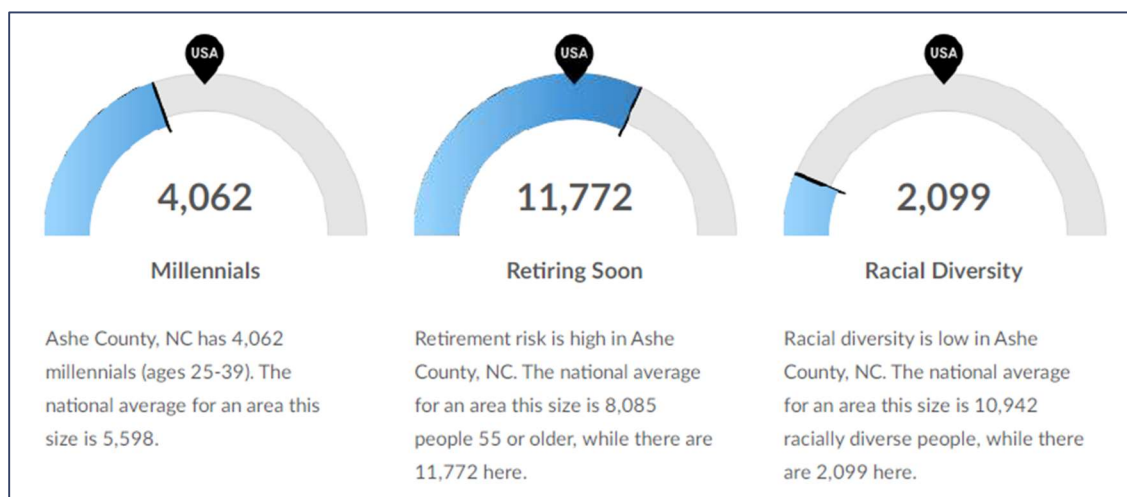 USA
4,062
Millennials
Ashe County, NC has 4,062
millennials (ages 25-39). The
national average for an area this
size is 5,598.
USA
11,772
Retiring Soon
Retirement risk is high in Ashe
County, NC. The national average
for an area this size is 8,085
people 55 or older, while there are
11,772 here.
USA
2,099
Racial Diversity
Racial diversity is low in Ashe
County, NC. The national average
for an area this size is 10,942
racially diverse people, while there
are 2,099 here.